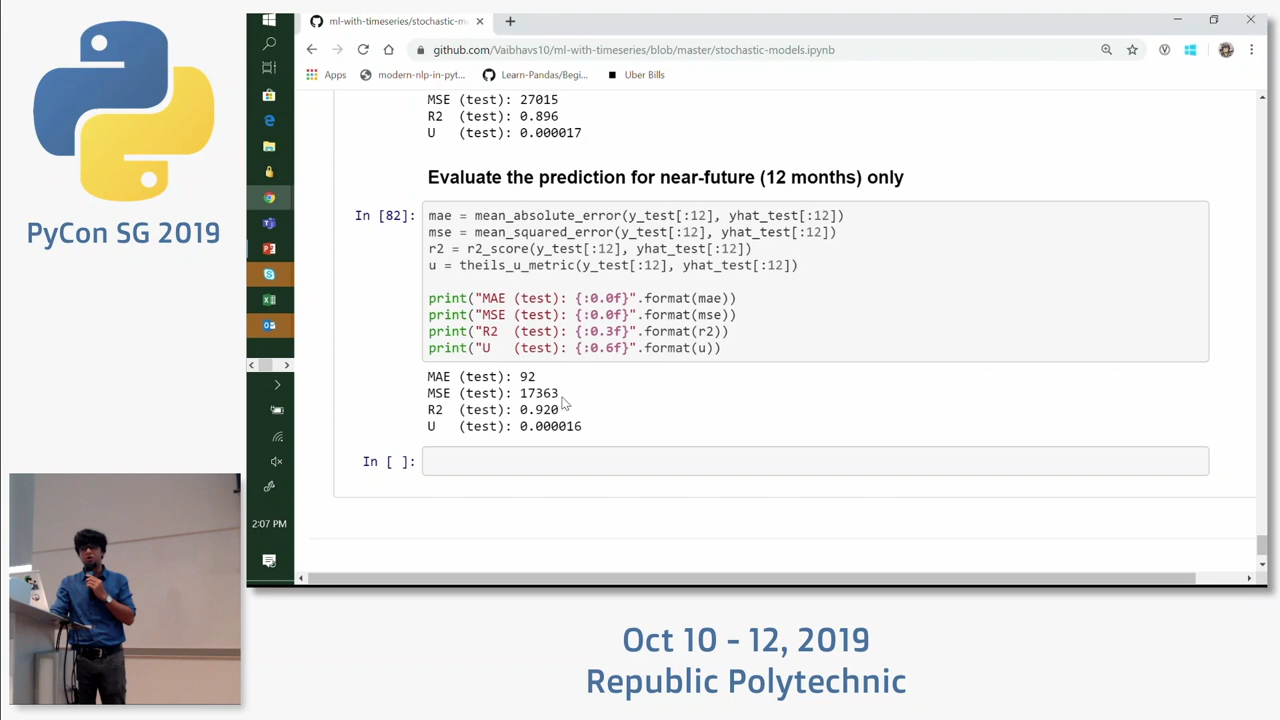 PyCon SG 2019
ml-with-timeseries/stochastic-m
github.com/Vaibhavs10/ml-with-timeseries/blob/master/stochastic-models.ipynb
Apps
modern-nlp-in-pyt...
Learn-Pandas/Begi...
Uber Bills
MSE (test): 27015
R2 (test): 0.896
U (test): 0.000017
Evaluate the prediction for near-future (12 months) only
In [82]:
mae = mean_absolute_error(y_test[:12], yhat_test[:12])
mse = mean_squared_error(y_test[:12], yhat_test[:12])
r2 = r2_score(y_test[:12], yhat_test[:12])
u = theils_u_metric(y_test[:12], yhat_test[:12])
print("MAE (test): {:0.0f}".format(mae))
print("MSE (test): {:0.0f}".format(mse))
print("R2 (test): {:0.3f}".format(r2))
print("U (test): {:0.6f}".format(u))
MAE (test): 92
MSE (test): 17363
R2 (test): 0.920
U (test): 0.000016
In [ ]:
2:07 PM
Oct 10 - 12, 2019
Republic Polytechnic